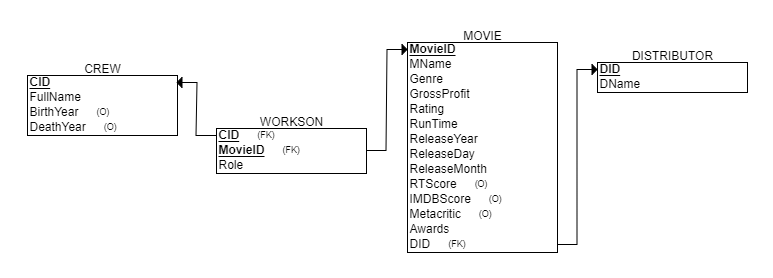 CREW
CID
FullName
BirthYear (O)
DeathYear (O)
WORKSON
CID (FK)
MovieID (FK)
Role
MOVIE
MovieID
MName
Genre
GrossProfit
Rating
RunTime
ReleaseYear
ReleaseDay
ReleaseMonth
RTScore (O)
IMDBScore (O)
Metacritic (O)
Awards
DID (FK)
DISTRIBUTOR
DID
DName